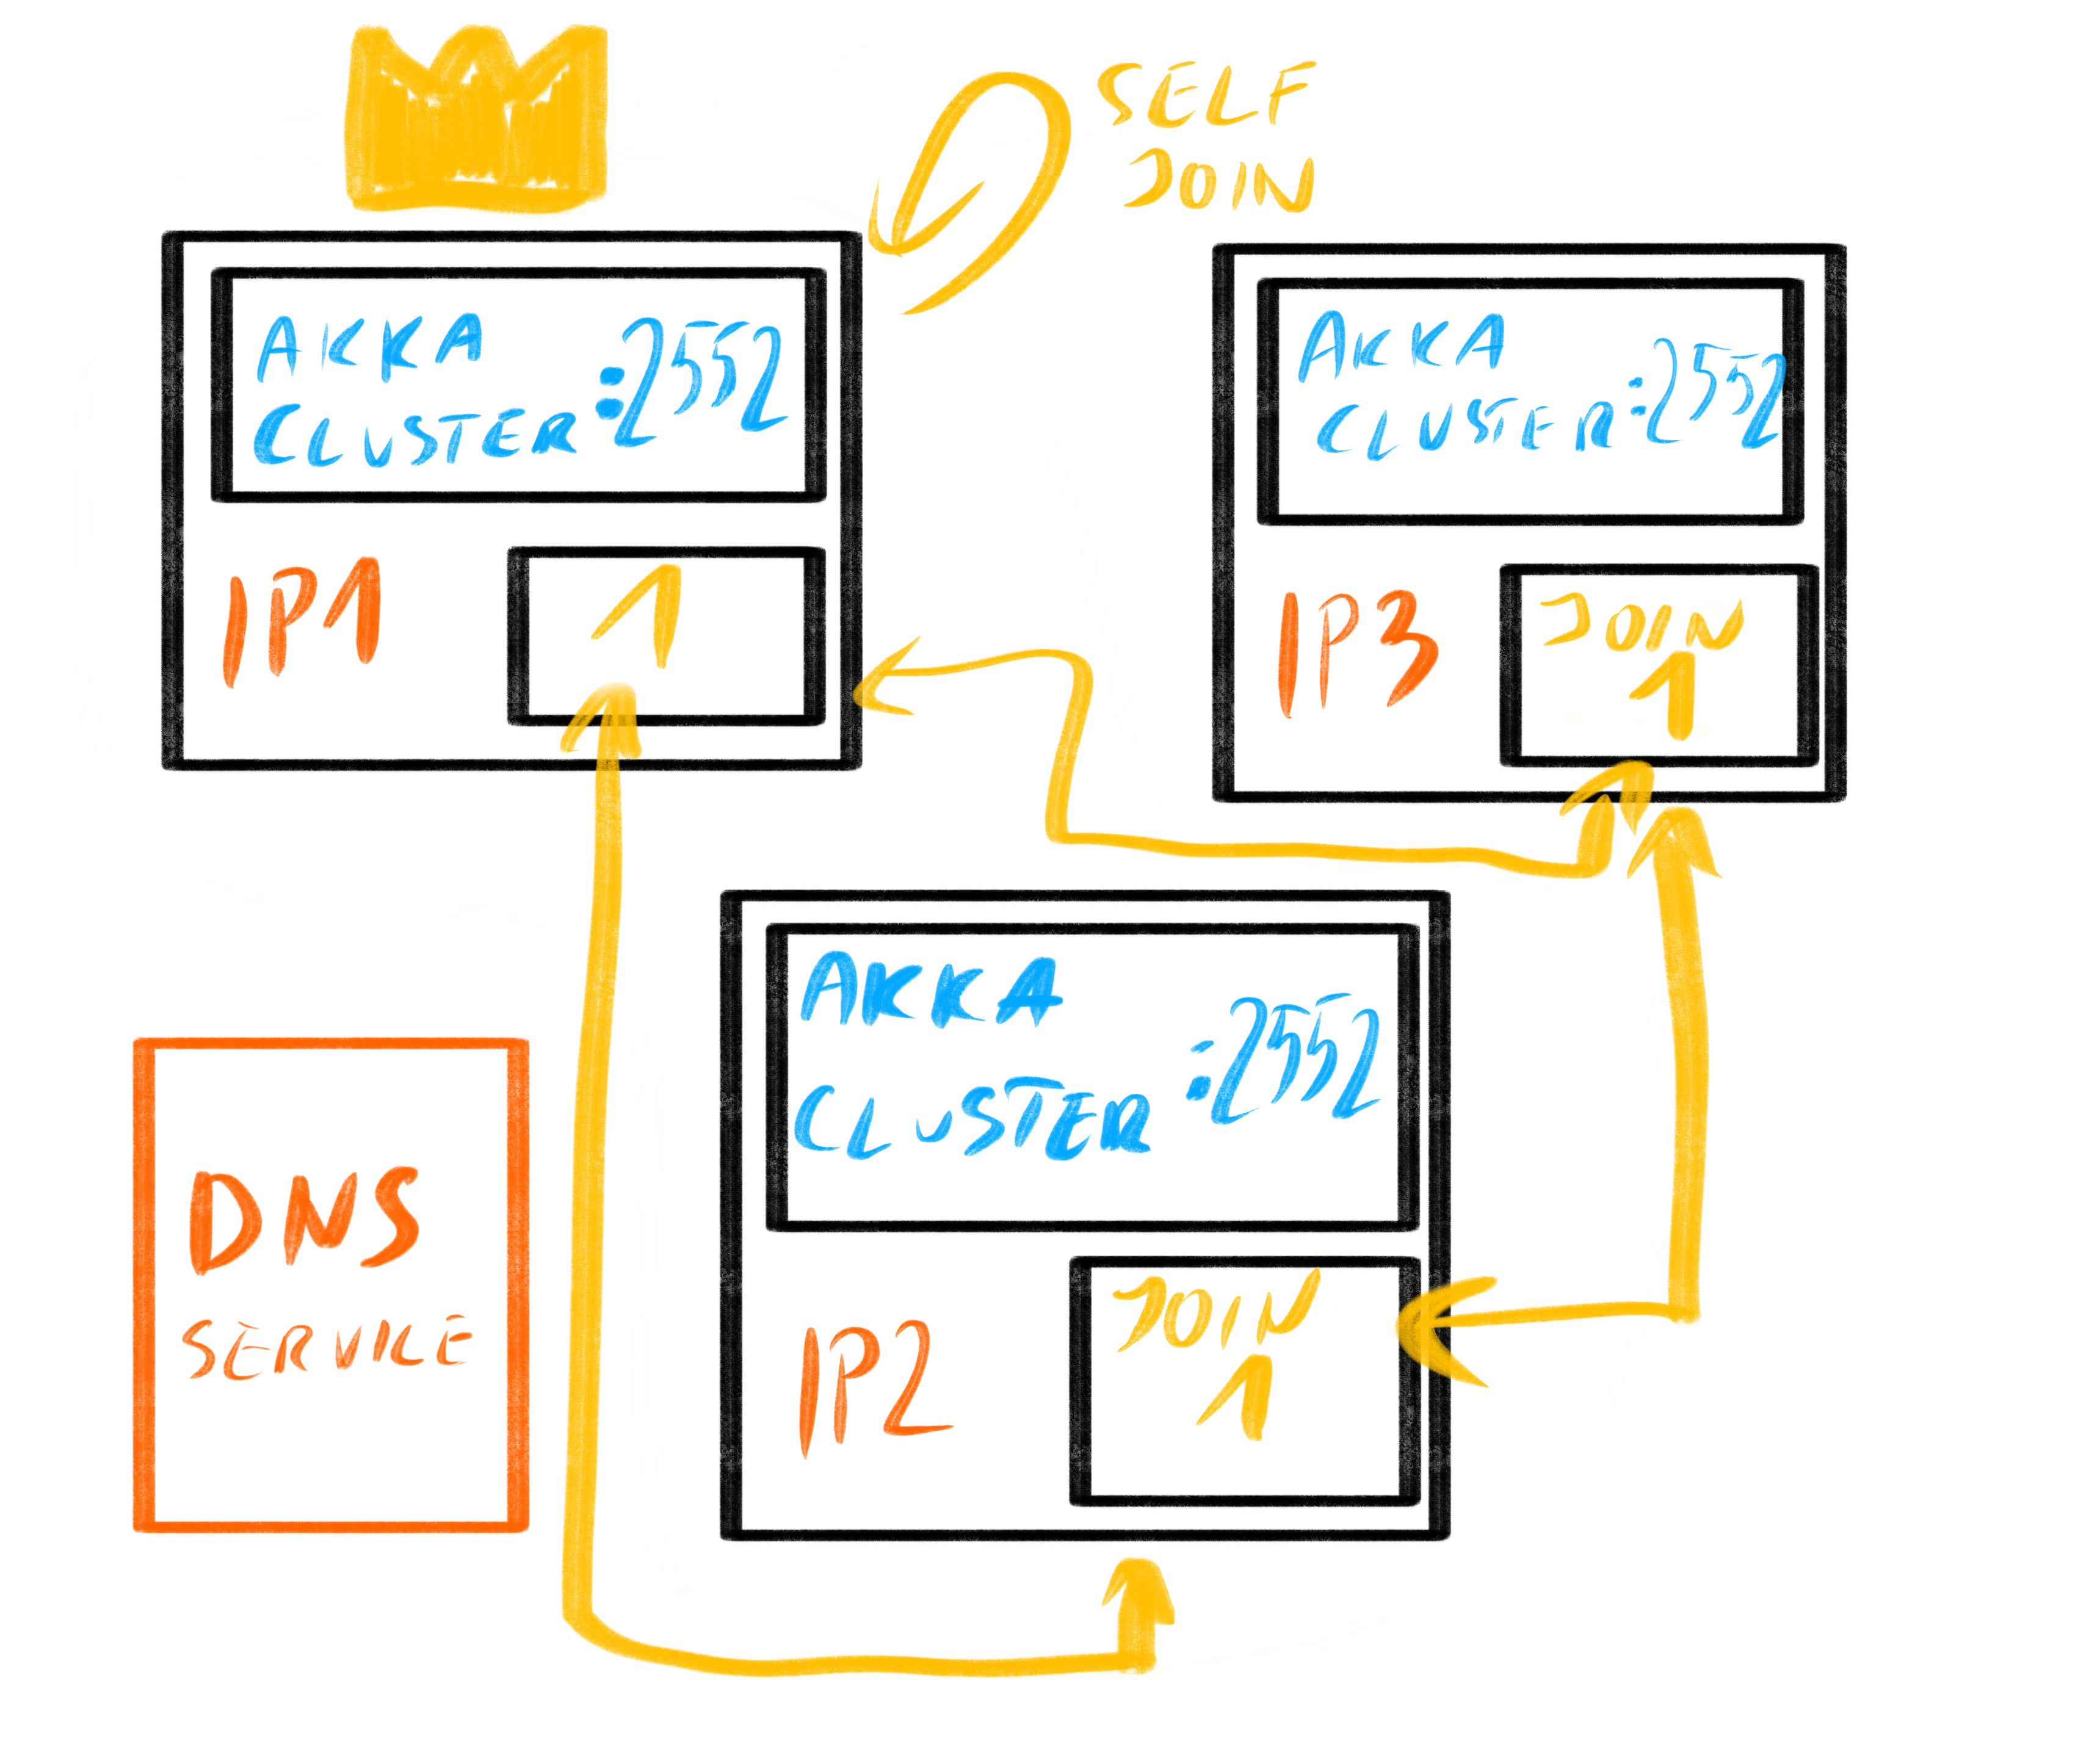 SELF
JOIN
AKKA
CLUSTER :2552
IP1
1
AKKA
CLUSTER :2552
IP3
JOIN
1
AKKA
CLUSTER :2552
IP2
JOIN
1
DNS
SERVICE